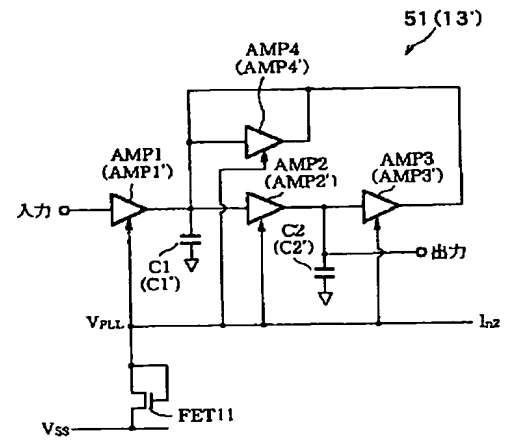 51(13')
AMP4
(AMP4')
AMP1
(AMP1')
AMP2
(AMP2')
AMP3
(AMP3')
入力
C1
(C1')
C2
(C2')
出力
VPLL
In2
FET11
VSS